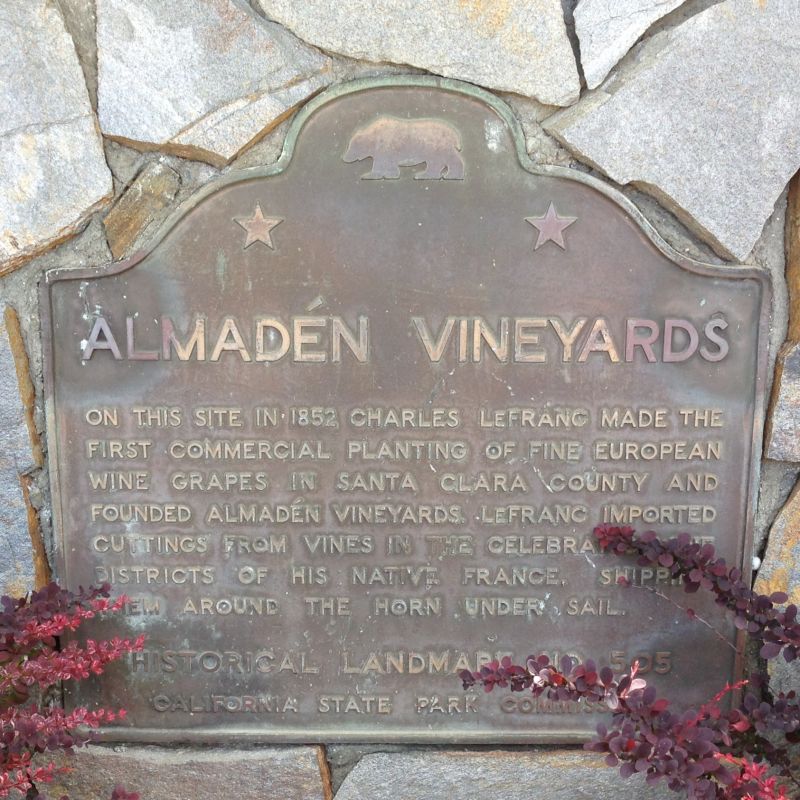 ALMADÉN VINEYARDS
ON THIS SITE IN 1852 CHARLES LEFRANC MADE THE
FIRST COMMERCIAL PLANTING OF FINE EUROPEAN
WINE GRAPES IN SANTA CLARA COUNTY AND
FOUNDED ALMADÉN VINEYARDS. LEFRANC IMPORTED
CUTTINGS FROM VINES IN THE
DISTRICTS OF HIS NATIVE FRANCE,
AROUND THE HORN UNDER SAIL.
HISTORICAL LANDMARK NO. 505
CALIFORNIA STATE PARK